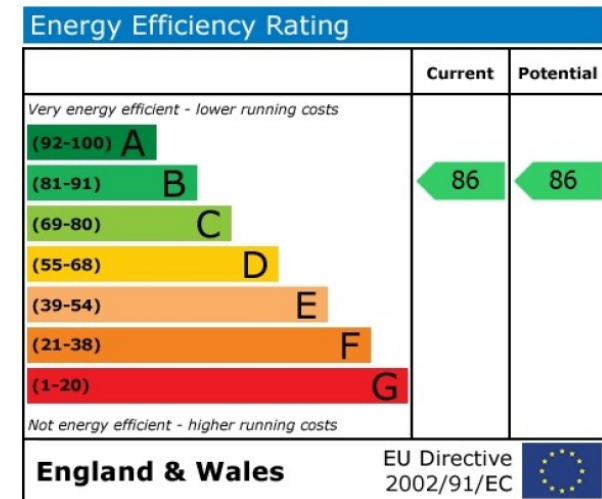 Energy Efficiency Rating
Current Potential
Very energy efficient - lower running costs
(92-100) A
(81-91) B 86 86
(69-80) C
(55-68) D
(39-54) E
(21-38) F
(1-20) G
Not energy efficient - higher running costs
England & Wales
EU Directive
2002/91/EC